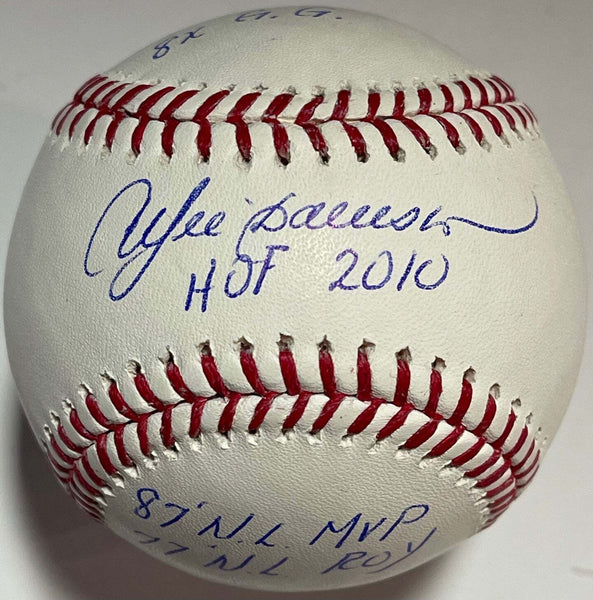 8x G.G.
Andre Dawson
HOF 2010
87' N.L. MVP
77' N.L. ROY